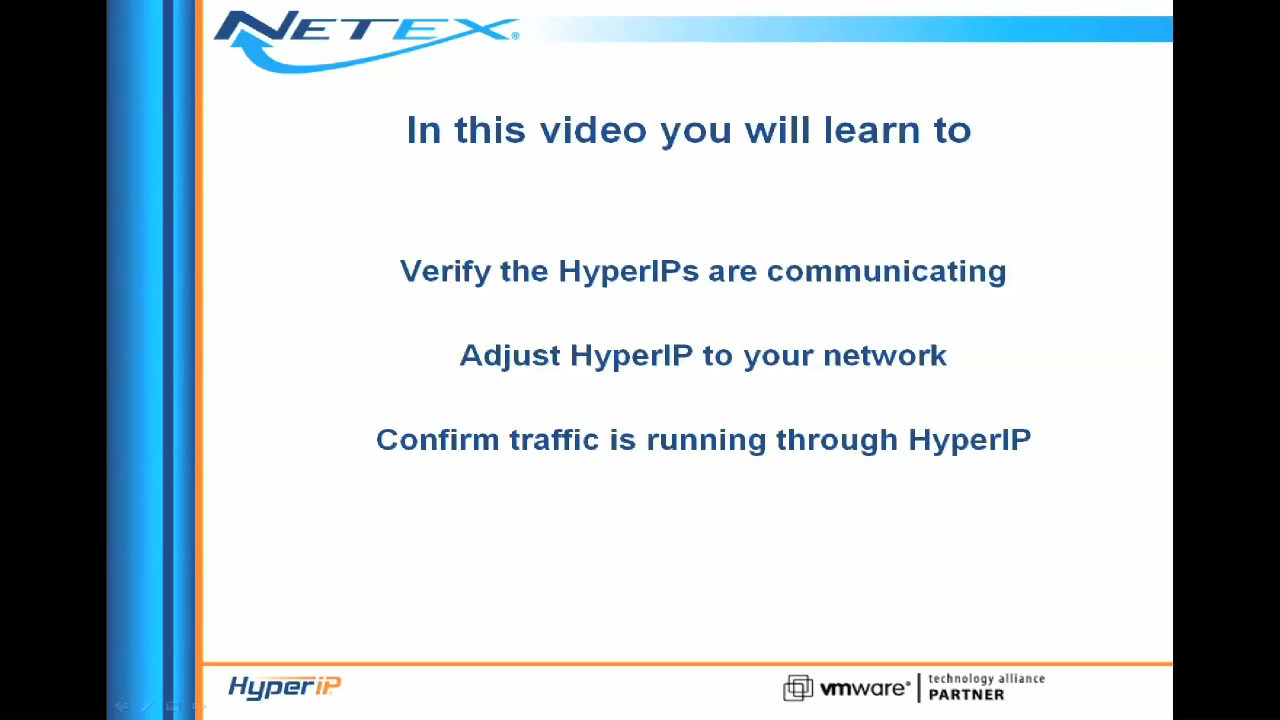 NETEX®
In this video you will learn to
Verify the HyperIPs are communicating
Adjust HyperIP to your network
Confirm traffic is running through HyperIP
HyperIP
vmware® technology alliance
PARTNER